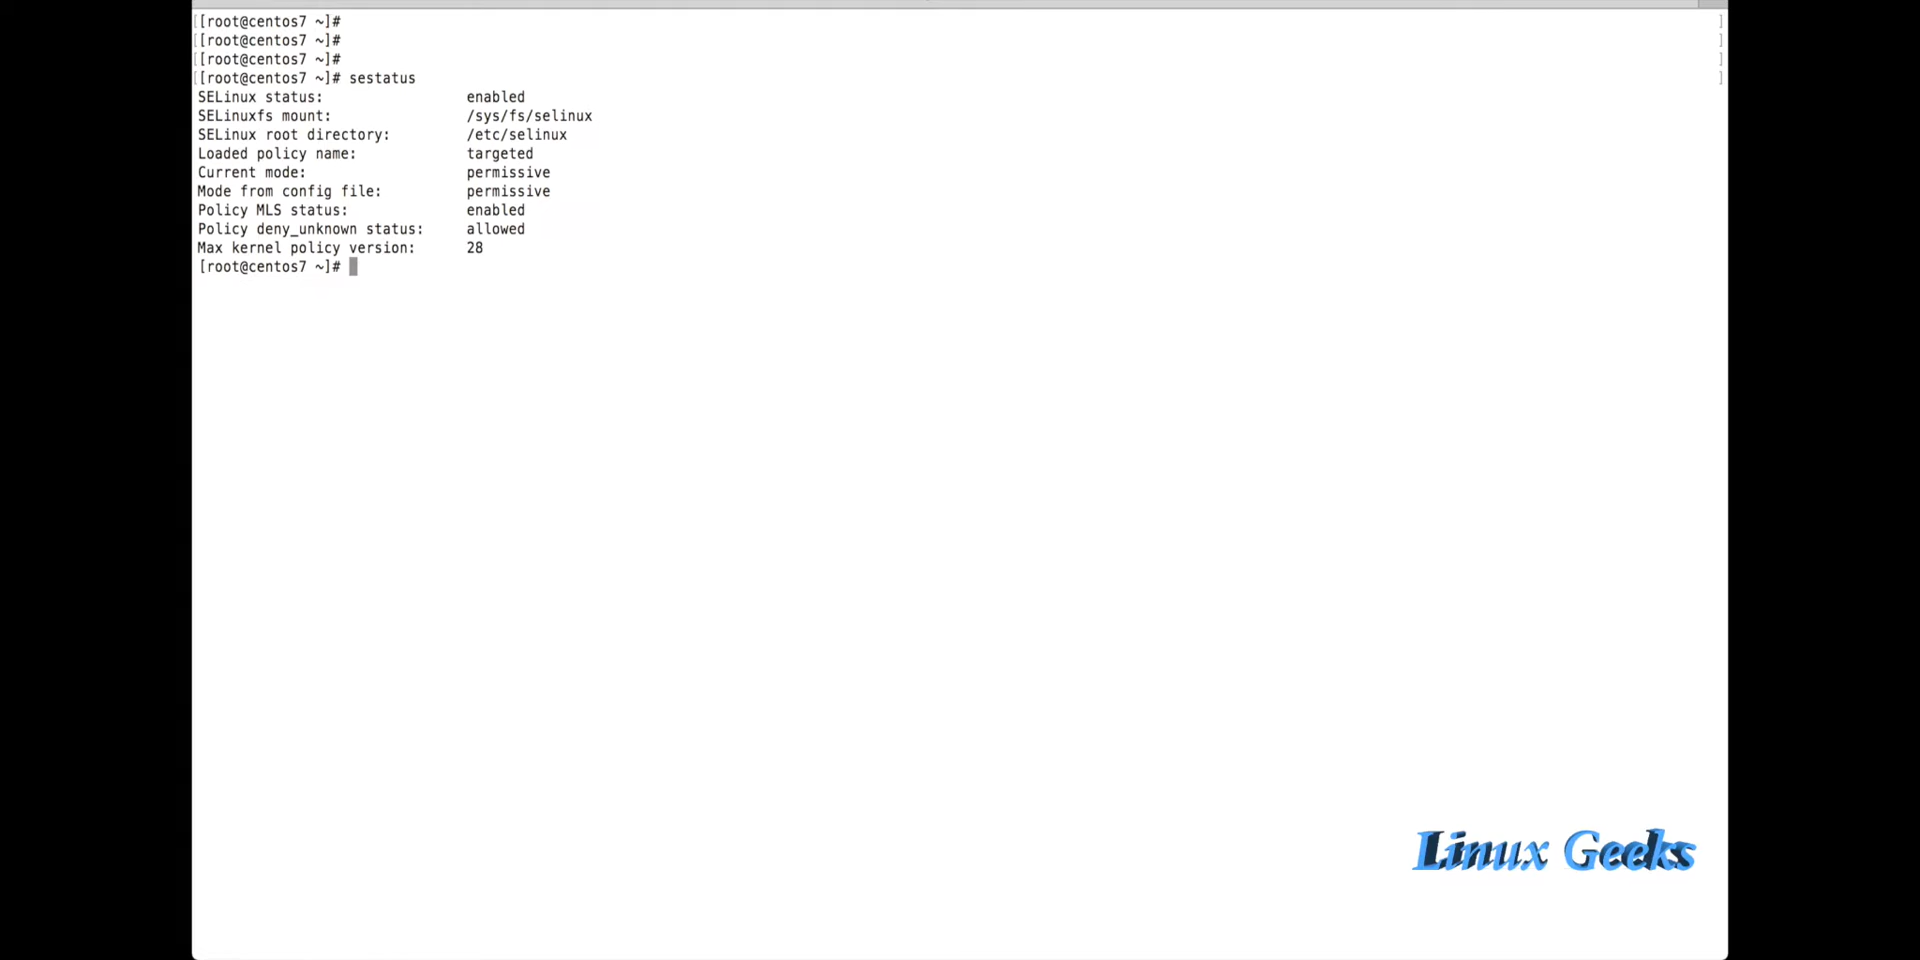 [[root@centos7 ~]# ]
[[root@centos7 ~]# ]
[[root@centos7 ~]# ]
[[root@centos7 ~]# sestatus ]
SELinux status: enabled
SELinuxfs mount: /sys/fs/selinux
SELinux root directory: /etc/selinux
Loaded policy name: targeted
Current mode: permissive
Mode from config file: permissive
Policy MLS status: enabled
Policy deny_unknown status: allowed
Max kernel policy version: 28
[root@centos7 ~]#
Linux Geeks